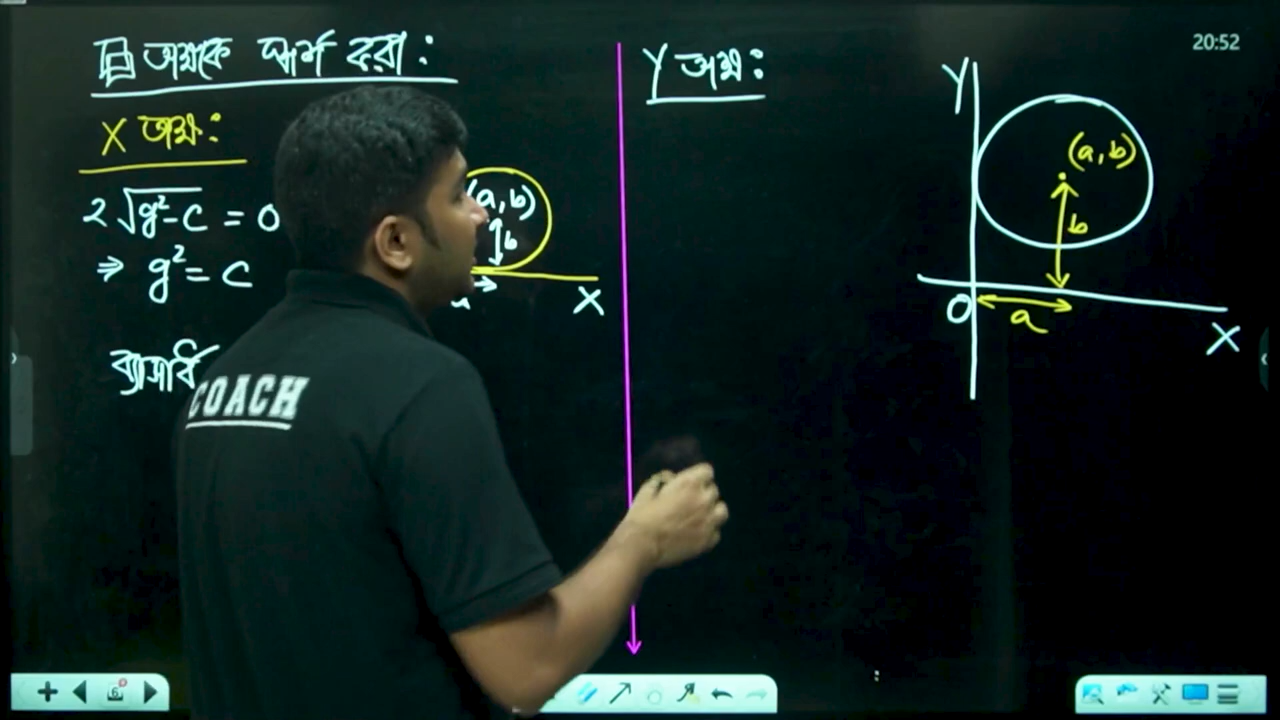 অক্ষকে স্পর্শ করা :
X অক্ষ :
2√g²-c = 0
⇒ g² = c
ব্যাসার্ধ
(a, b)
b
X
COACH
Y অক্ষ :
20:52
Y
(a, b)
b
O
a
X